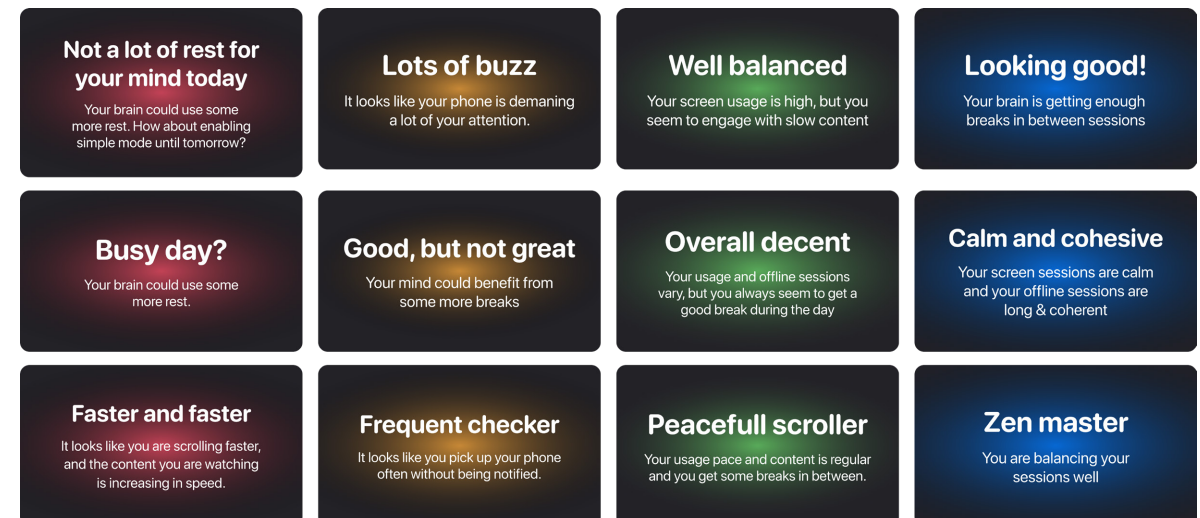 Not a lot of rest for
your mind today
Your brain could use some
more rest. How about enabling
simple mode until tomorrow?
Lots of buzz
It looks like your phone is demaning
a lot of your attention.
Well balanced
Your screen usage is high, but you
seem to engage with slow content
Looking good!
Your brain is getting enough
breaks in between sessions
Busy day?
Your brain could use some
more rest.
Good, but not great
Your mind could benefit from
some more breaks
Overall decent
Your usage and offline sessions
vary, but you always seem to get a
good break during the day
Calm and cohesive
Your screen sessions are calm
and your offline sessions are
long & coherent
Faster and faster
It looks like you are scrolling faster,
and the content you are watching
is increasing in speed.
Frequent checker
It looks like you pick up your phone
often without being notified.
Peacefull scroller
Your usage pace and content is regular
and you get some breaks in between.
Zen master
You are balancing your
sessions well